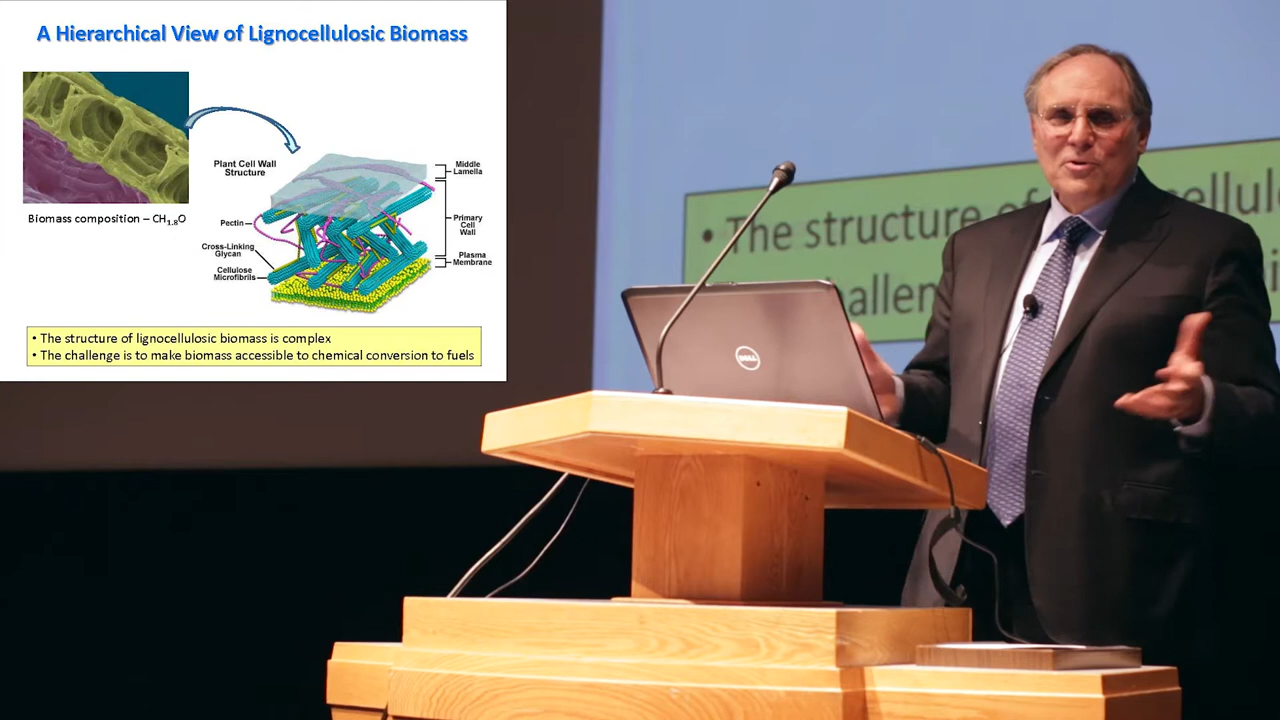 A Hierarchical View of Lignocellulosic Biomass
Plant Cell Wall
Structure
Middle
Lamella
Biomass composition – CH1.8O
Pectin
Primary
Cell
Wall
Cross-Linking
Glycan
Plasma
Membrane
Cellulose
Microfibrils
• The structure of lignocellulosic biomass is complex
• The challenge is to make biomass accessible to chemical conversion to fuels
• The structure of
DELL